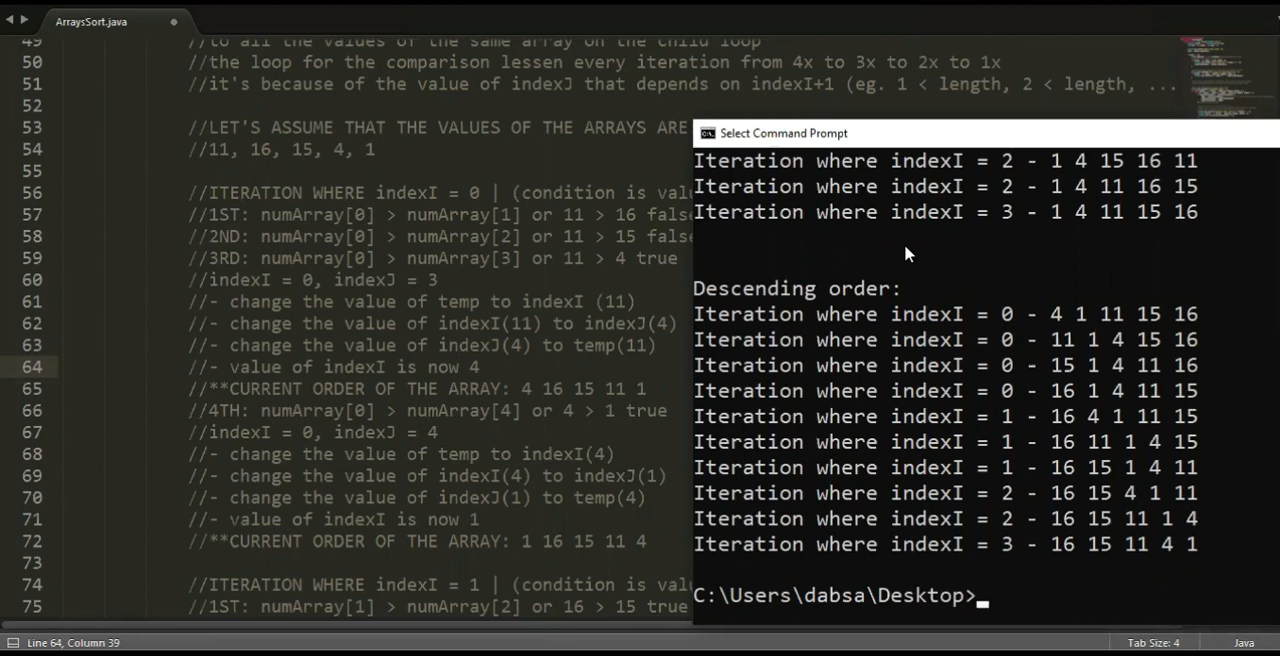 ArraysSort.java
49 //to all the values of the same array on the child loop
50 //the loop for the comparison lessen every iteration from 4x to 3x to 2x to 1x
51 //it's because of the value of indexJ that depends on indexI+1 (eg. 1 < length, 2 < length, ...
52
53 //LET'S ASSUME THAT THE VALUES OF THE ARRAYS ARE
54 //11, 16, 15, 4, 1
55
56 //ITERATION WHERE indexI = 0 | (condition is valu
57 //1ST: numArray[0] > numArray[1] or 11 > 16 false
58 //2ND: numArray[0] > numArray[2] or 11 > 15 false
59 //3RD: numArray[0] > numArray[3] or 11 > 4 true
60 //indexI = 0, indexJ = 3
61 //- change the value of temp to indexI (11)
62 //- change the value of indexI(11) to indexJ(4)
63 //- change the value of indexJ(4) to temp(11)
64 //- value of indexI is now 4
65 //**CURRENT ORDER OF THE ARRAY: 4 16 15 11 1
66 //4TH: numArray[0] > numArray[4] or 4 > 1 true
67 //indexI = 0, indexJ = 4
68 //- change the value of temp to indexI(4)
69 //- change the value of indexI(4) to indexJ(1)
70 //- change the value of indexJ(1) to temp(4)
71 //- value of indexI is now 1
72 //**CURRENT ORDER OF THE ARRAY: 1 16 15 11 4
73
74 //ITERATION WHERE indexI = 1 | (condition is valu
75 //1ST: numArray[1] > numArray[2] or 16 > 15 true
Select Command Prompt
Iteration where indexI = 2 - 1 4 15 16 11
Iteration where indexI = 2 - 1 4 11 16 15
Iteration where indexI = 3 - 1 4 11 15 16
Descending order:
Iteration where indexI = 0 - 4 1 11 15 16
Iteration where indexI = 0 - 11 1 4 15 16
Iteration where indexI = 0 - 15 1 4 11 16
Iteration where indexI = 0 - 16 1 4 11 15
Iteration where indexI = 1 - 16 4 1 11 15
Iteration where indexI = 1 - 16 11 1 4 15
Iteration where indexI = 1 - 16 15 1 4 11
Iteration where indexI = 2 - 16 15 4 1 11
Iteration where indexI = 2 - 16 15 11 1 4
Iteration where indexI = 3 - 16 15 11 4 1
C:\Users\dabsa\Desktop>
Line 64, Column 39
Tab Size: 4
Java